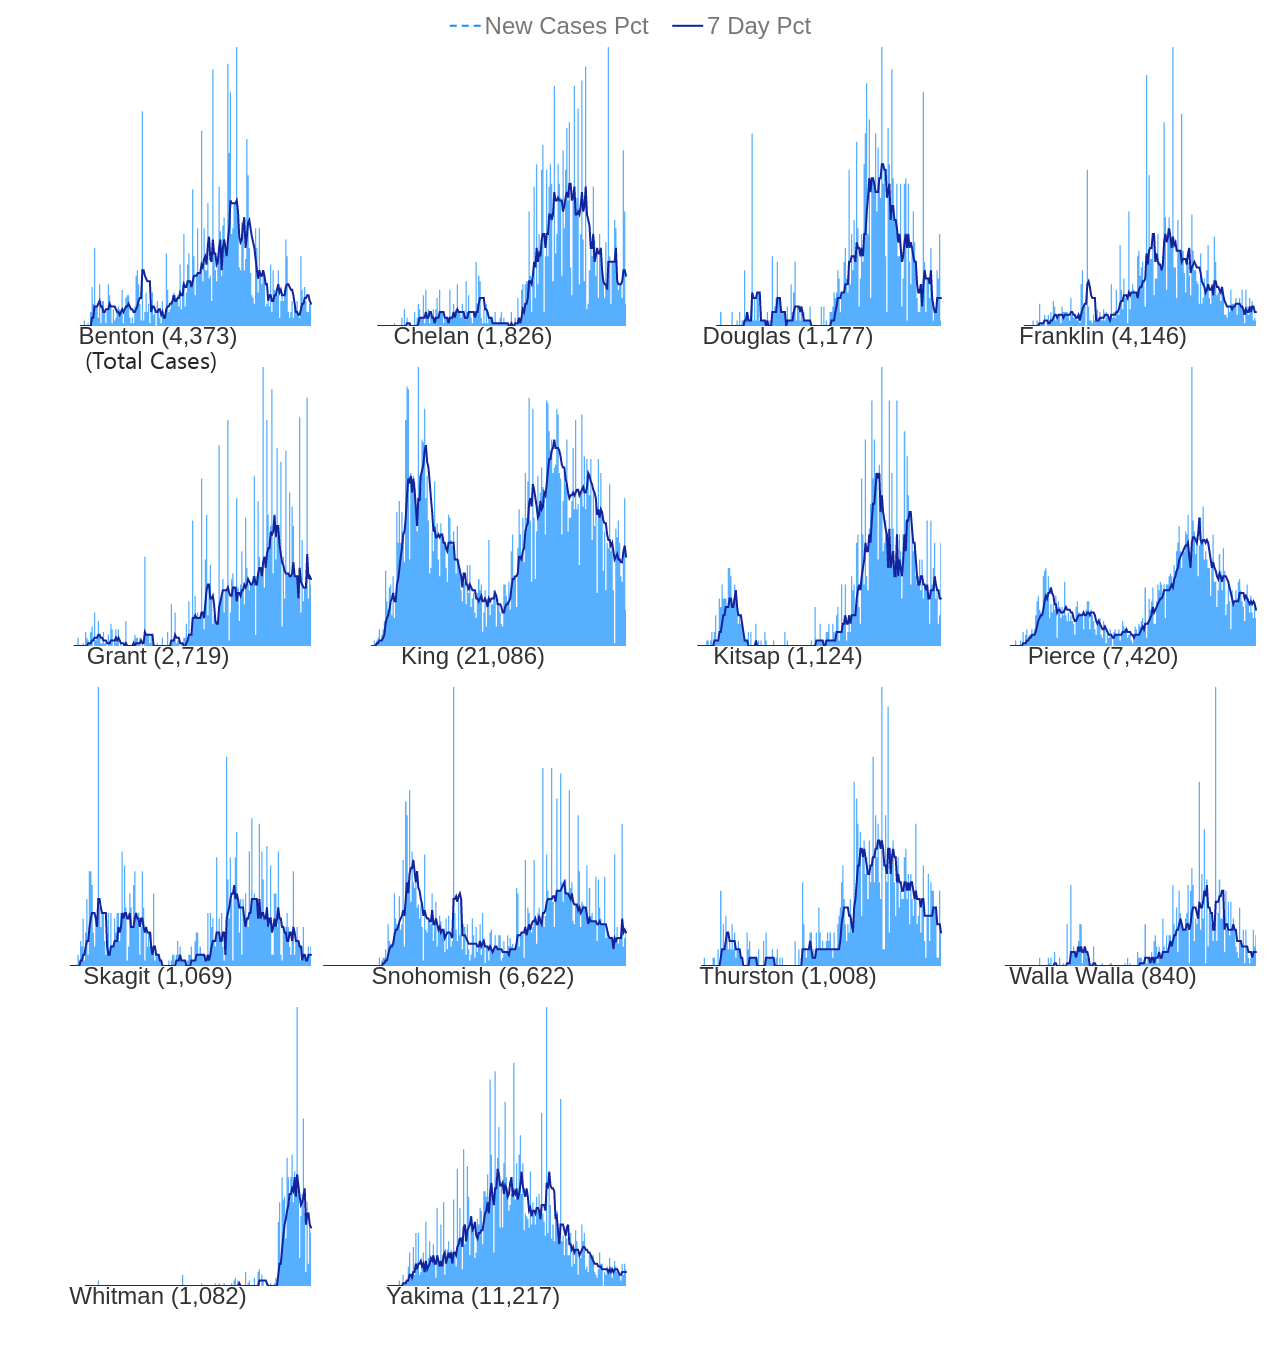 New Cases Pct 7 Day Pct
Benton (4,373) Chelan (1,826) Douglas (1,177) Franklin (4,146)
(Total Cases)
Grant (2,719) King (21,086) Kitsap (1,124) Pierce (7,420)
Skagit (1,069) Snohomish (6,622) Thurston (1,008) Walla Walla (840)
Whitman (1,082) Yakima (11,217)